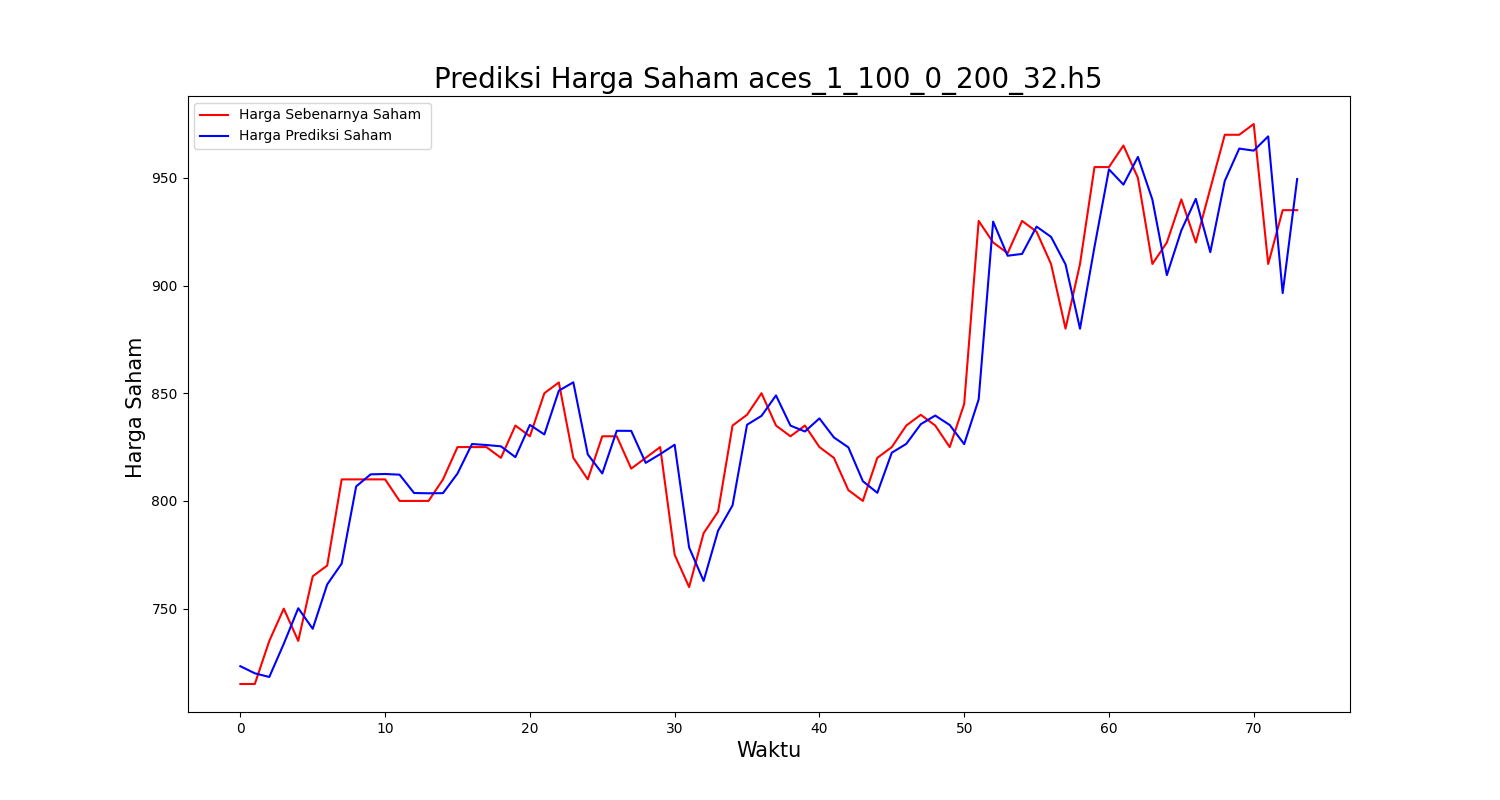 Prediksi Harga Saham aces_1_100_0_200_32.h5
Harga Sebenarnya Saham
Harga Prediksi Saham
Harga Saham
950
900
850
800
750
0 10 20 30 40 50 60 70
Waktu